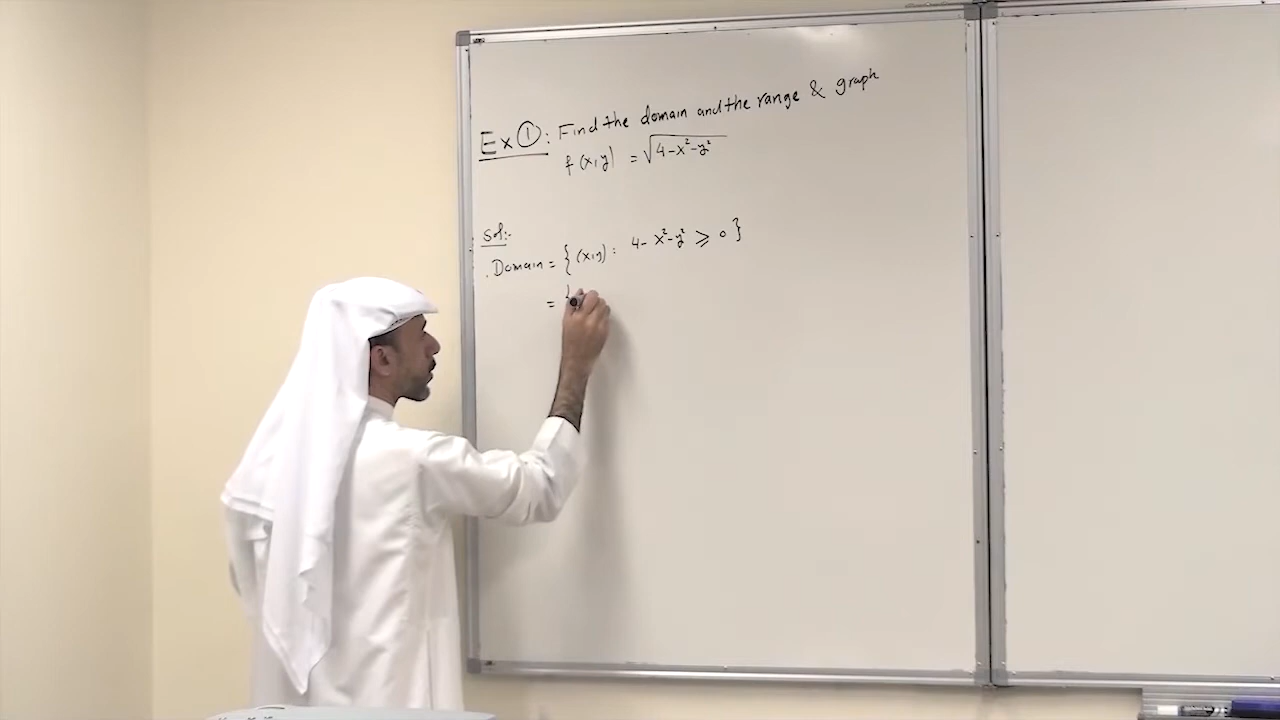 Ex ①: Find the domain and the range & graph
f(x,y) = √(4-x²-y²)
Sol:-
. Domain = { (x,y) : 4- x²-y² ⩾ 0 }
= {